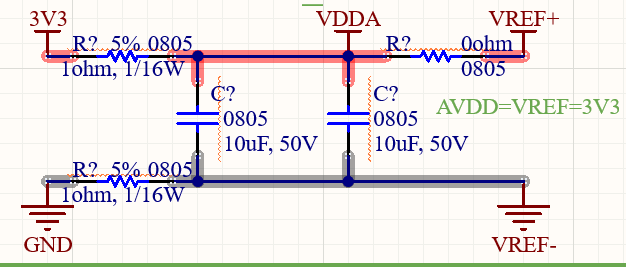 3V3 VDDA VREF+
R? 5% 0805 R? 0ohm
1ohm, 1/16W 0805
C? C?
0805 0805 AVDD=VREF=3V3
10uF, 50V 10uF, 50V
R? 5% 0805
1ohm, 1/16W
GND VREF-